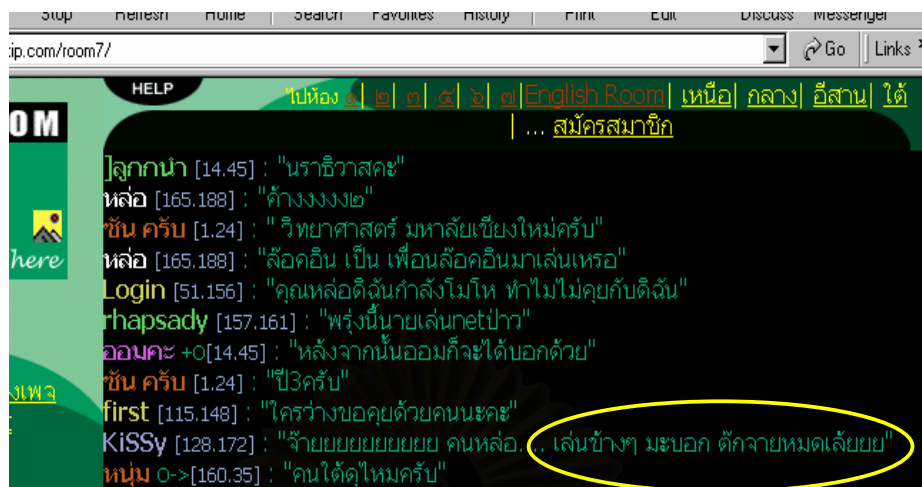 Stop Refresh Home Search Favorites History Print Edit Discuss Messenger
tip.com/room7/ Go Links
HELP
ไปห้อง ๑| ๒| ๓| ๕| ๖| ๗|English Room| เหนือ| กลาง| อีสาน| ใต้
| ... สมัครสมาชิก
OM
here
]ลูกกนำ [14.45] : "นราธิวาสคะ"
หล่อ [165.188] : "ค้างงงงง๒"
ซัน ครับ [1.24] : " วิทยาศาสตร์ มหาลัยเชียงใหม่ครับ"
หล่อ [165.188] : "ล๊อคอิน เป็น เพื่อนล๊อคอินมาเล่นเหรอ"
Login [51.156] : "คุณหล่อดิฉันกำลังโมโห ทำไมไม่คุยกับดิฉัน"
rhapsady [157.161] : "พรุ่งนี้นายเล่นnetป่าว"
ออมคะ +o[14.45] : "หลังจากนั้นออมก็จะได้บอกด้วย"
ซัน ครับ [1.24] : "ปี3ครับ"
งเพจ
first [115.148] : "ใครว่างขอคุยด้วยคนนะคะ"
KiSSy [128.172] : "จ๊ายยยยยยยยยย คนหล่อ.... เล่นข้างๆ มะบอก ต๊กจายหมดเล้ยยย"
หนุ่ม o->[160.35] : "คนใต้ดุไหมครับ"